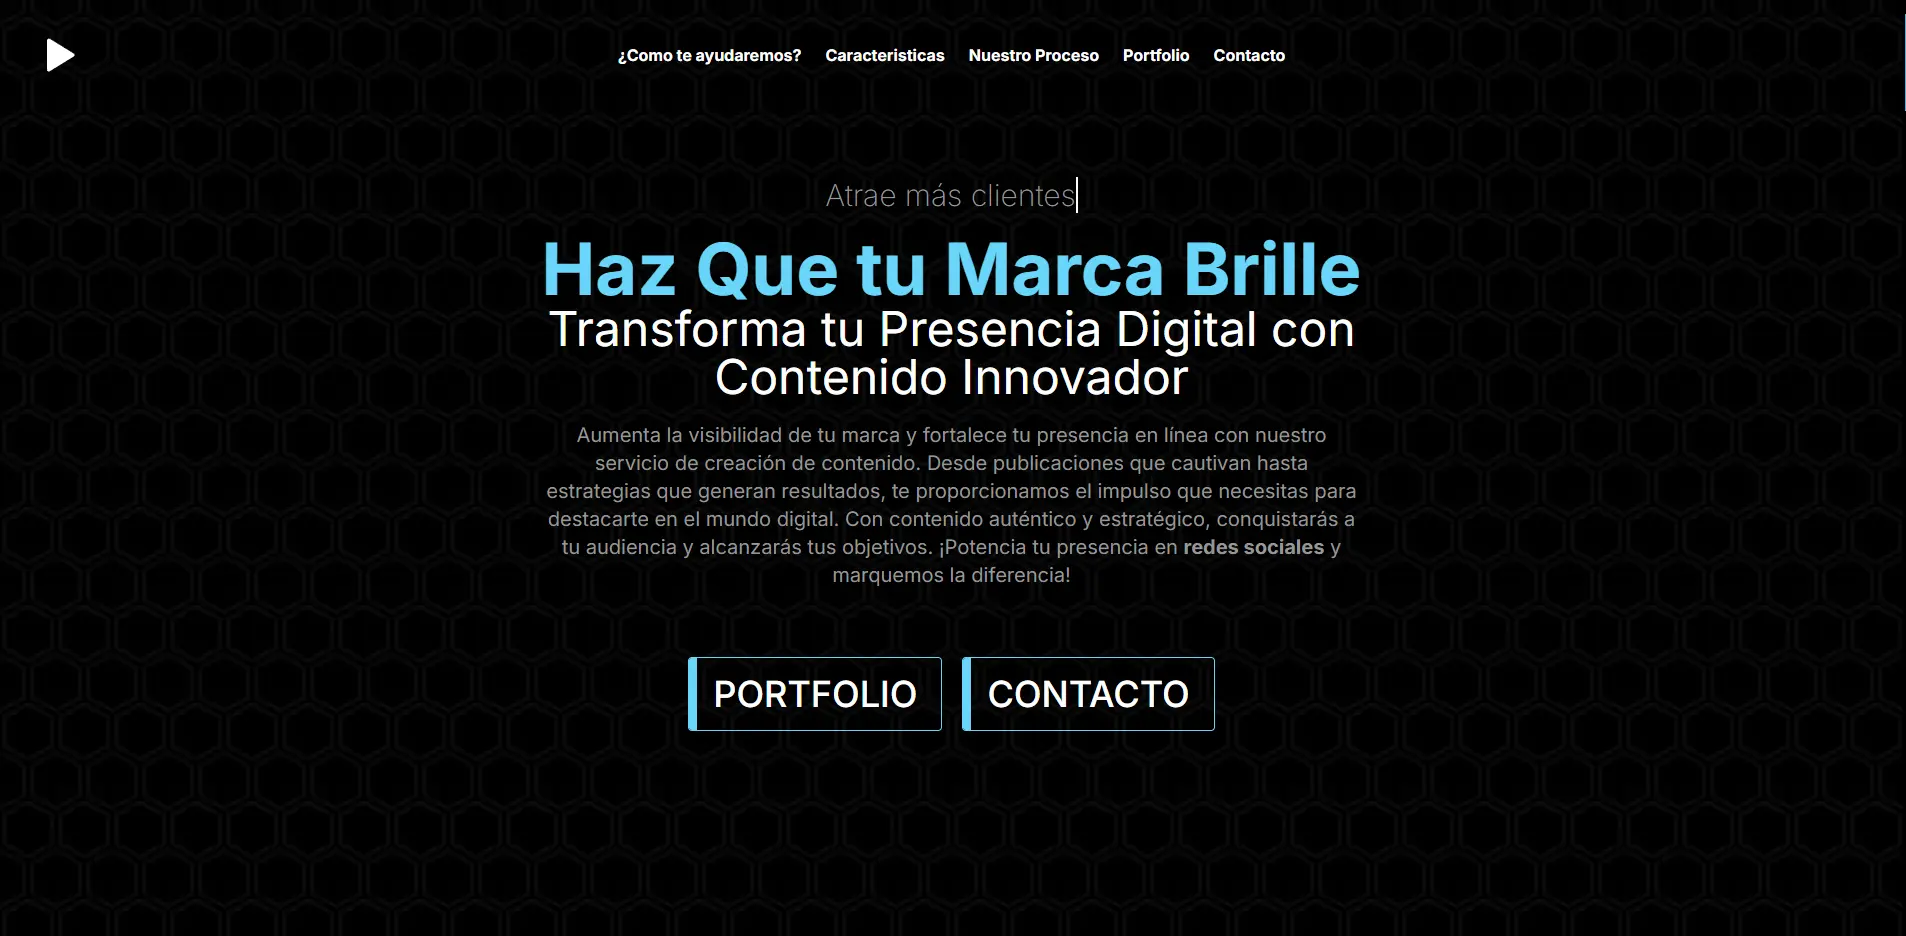 ¿Como te ayudaremos? Caracteristicas Nuestro Proceso Portfolio Contacto
Atrae más clientes
Haz Que tu Marca Brille
Transforma tu Presencia Digital con
Contenido Innovador
Aumenta la visibilidad de tu marca y fortalece tu presencia en línea con nuestro
servicio de creación de contenido. Desde publicaciones que cautivan hasta
estrategias que generan resultados, te proporcionamos el impulso que necesitas para
destacarte en el mundo digital. Con contenido auténtico y estratégico, conquistarás a
tu audiencia y alcanzarás tus objetivos. ¡Potencia tu presencia en redes sociales y
marquemos la diferencia!
PORTFOLIO CONTACTO